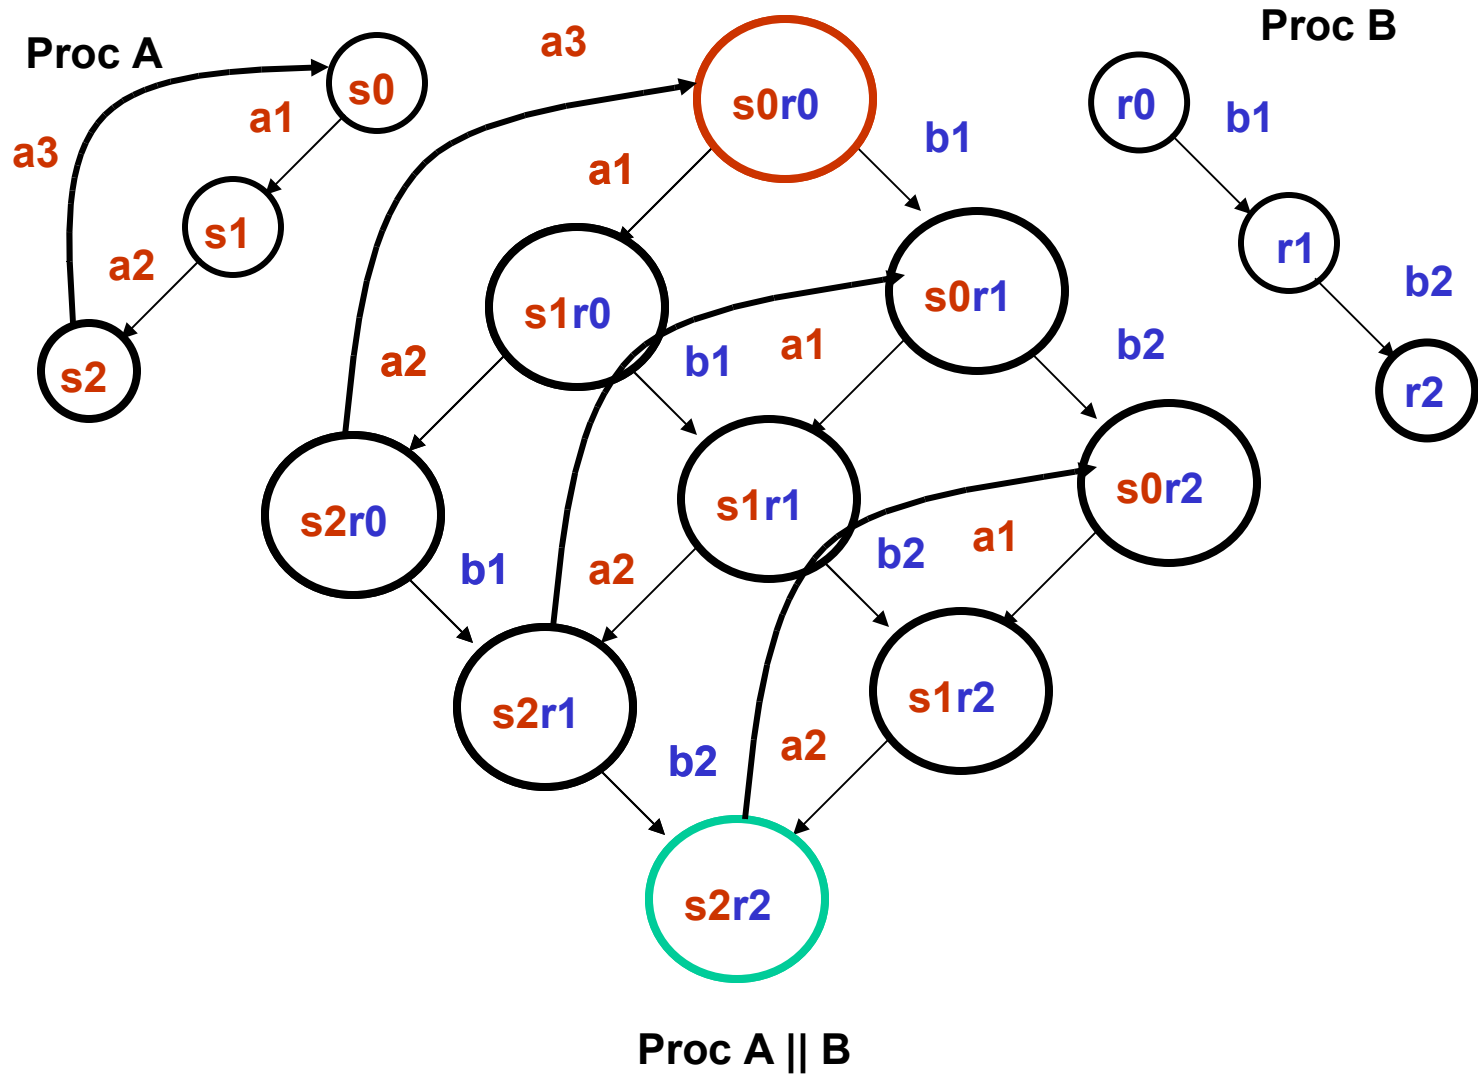 Proc A
a3
Proc B
s0
s0r0
r0
a1
b1
b1
a3
a1
s1
r1
a2
s1r0
s0r1
b2
s2
a2
b1
a1
b2
r2
s2r0
s1r1
s0r2
b1
a2
b2
a1
s2r1
s1r2
b2
a2
s2r2
Proc A || B